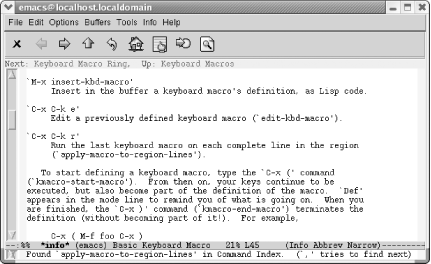 emacs@localhost.localdomain
File Edit Options Buffers Tools Info Help
Next: Keyboard Macro Ring,  Up: Keyboard Macros
`M-x insert-kbd-macro'
Insert in the buffer a keyboard macro's definition, as Lisp code.
`C-x C-k e'
Edit a previously defined keyboard macro (`edit-kbd-macro').
`C-x C-k r'
Run the last keyboard macro on each complete line in the region
(`apply-macro-to-region-lines').
To start defining a keyboard macro, type the `C-x (' command
(`kmacro-start-macro').  From then on, your keys continue to be
executed, but also become part of the definition of the macro.  `Def'
appears in the mode line to remind you of what is going on.  When you
are finished, the `C-x )' command (`kmacro-end-macro') terminates the
definition (without becoming part of it!).  For example,
C-x ( M-f foo C-x )
--%% *info* (emacs) Basic Keyboard Macro   21% L45   (Info Abbrev Narrow)----------
Found `apply-macro-to-region-lines' in Command Index.  (`,' tries to find next)